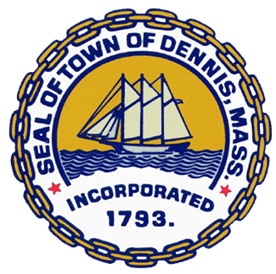 SEAL OF TOWN OF DENNIS, MASS.
INCORPORATED
1793.